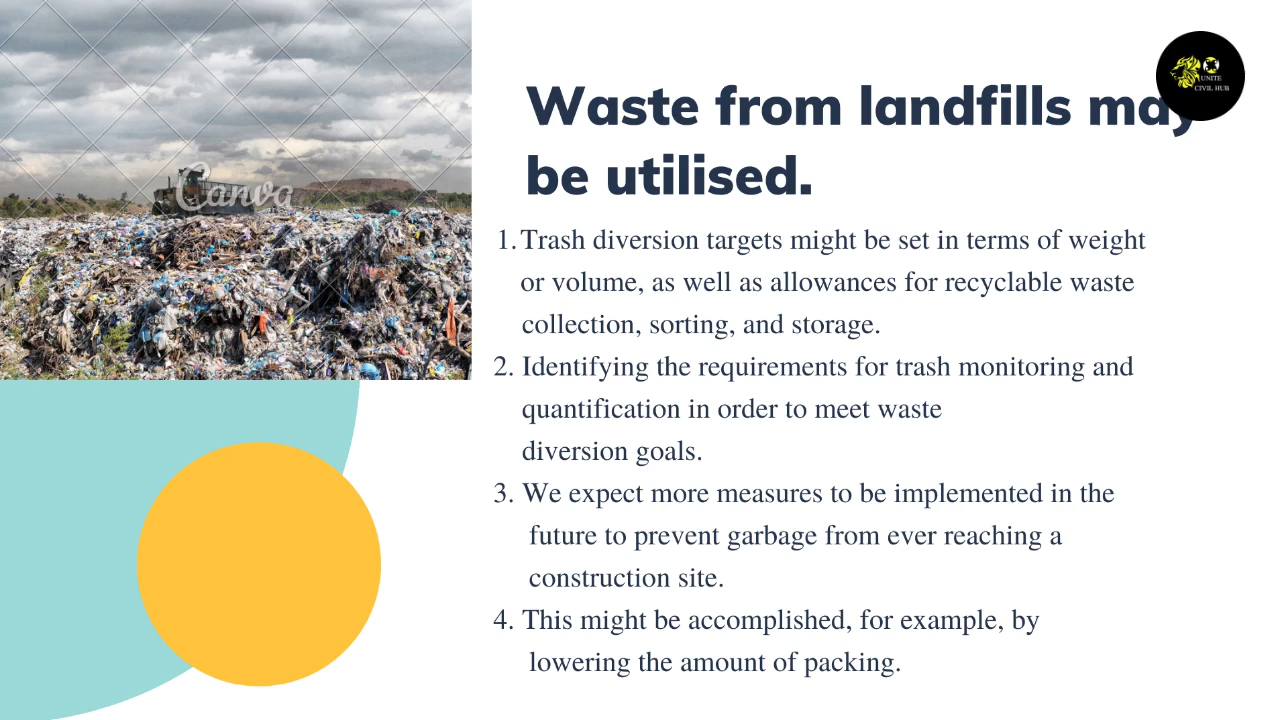 Waste from landfills may
be utilised.
UNITE
CIVIL HUB
Canva
1. Trash diversion targets might be set in terms of weight
or volume, as well as allowances for recyclable waste
collection, sorting, and storage.
2. Identifying the requirements for trash monitoring and
quantification in order to meet waste
diversion goals.
3. We expect more measures to be implemented in the
future to prevent garbage from ever reaching a
construction site.
4. This might be accomplished, for example, by
lowering the amount of packing.